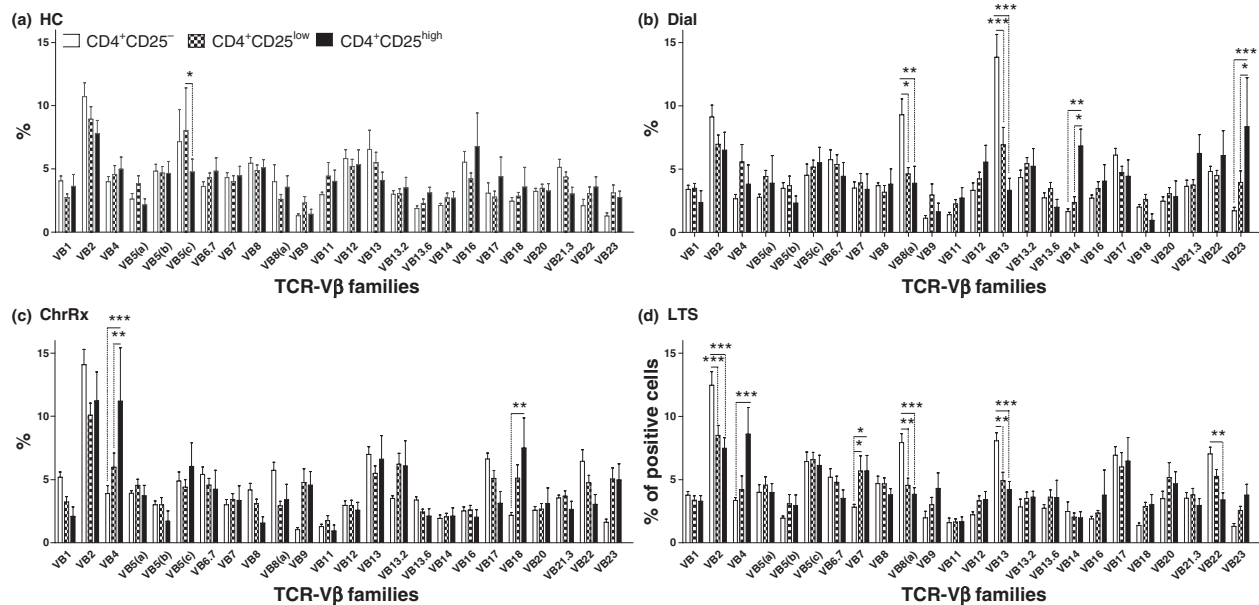 (a) HC
CD4⁺CD25⁻ CD4⁺CD25low CD4⁺CD25high
15
10
5
0
%
*
VB1 VB2 VB4 VB5(a) VB5(b) VB5(c) VB6.7 VB7 VB8 VB8(a) VB9 VB11 VB12 VB13 VB13.2 VB13.6 VB14 VB16 VB17 VB18 VB20 VB21.3 VB22 VB23
TCR-Vβ families
(b) Dial
15
10
5
0
%
** * *** *** ** * *** *
VB1 VB2 VB4 VB5(a) VB5(b) VB5(c) VB6.7 VB7 VB8 VB8(a) VB9 VB11 VB12 VB13 VB13.2 VB13.6 VB14 VB16 VB17 VB18 VB20 VB21.3 VB22 VB23
TCR-Vβ families
(c) ChrRx
15
10
5
0
%
*** ** **
VB1 VB2 VB4 VB5(a) VB5(b) VB5(c) VB6.7 VB7 VB8 VB8(a) VB9 VB11 VB12 VB13 VB13.2 VB13.6 VB14 VB16 VB17 VB18 VB20 VB21.3 VB22 VB23
TCR-Vβ families
(d) LTS
15
10
5
0
% of positive cells
*** *** *** * * *** ** *** ** **
VB1 VB2 VB4 VB5(a) VB5(b) VB5(c) VB6.7 VB7 VB8 VB8(a) VB9 VB11 VB12 VB13 VB13.2 VB13.6 VB14 VB16 VB17 VB18 VB20 VB21.3 VB22 VB23
TCR-Vβ families